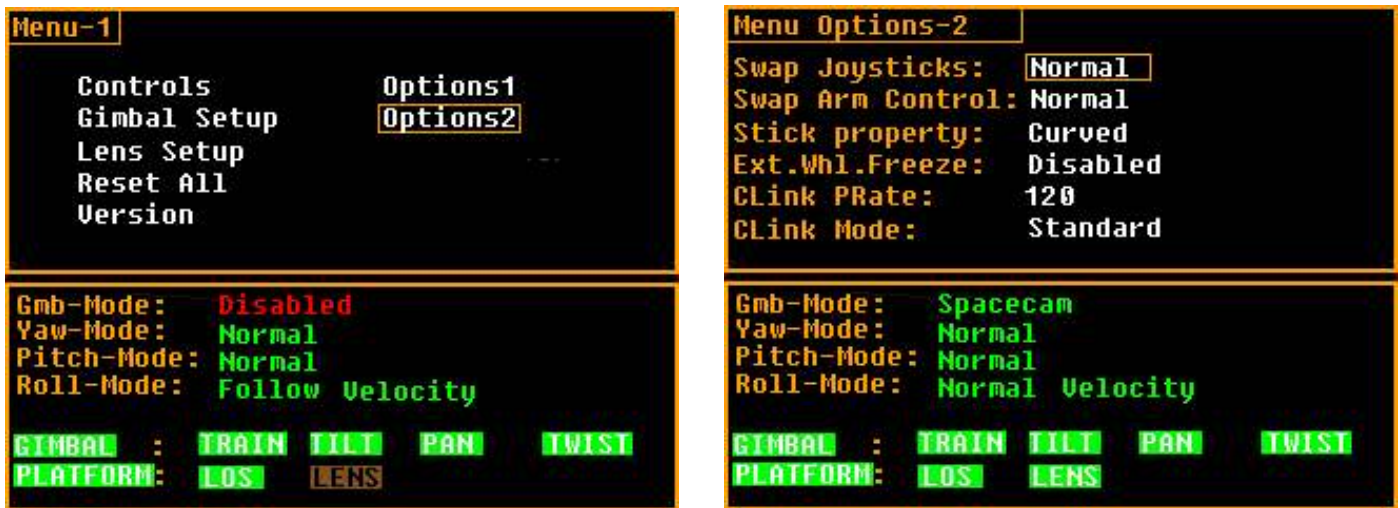 Menu-1
Controls Options1
Gimbal Setup Options2
Lens Setup
Reset All
Version
Gmb-Mode: Disabled
Yaw-Mode: Normal
Pitch-Mode: Normal
Roll-Mode: Follow Velocity
GIMBAL : TRAIN TILT PAN TWIST
PLATFORM: LOS LENS
Menu Options-2
Swap Joysticks: Normal
Swap Arm Control: Normal
Stick property: Curved
Ext.Whl.Freeze: Disabled
CLink PRate: 120
CLink Mode: Standard
Gmb-Mode: Spacecam
Yaw-Mode: Normal
Pitch-Mode: Normal
Roll-Mode: Normal Velocity
GIMBAL : TRAIN TILT PAN TWIST
PLATFORM: LOS LENS